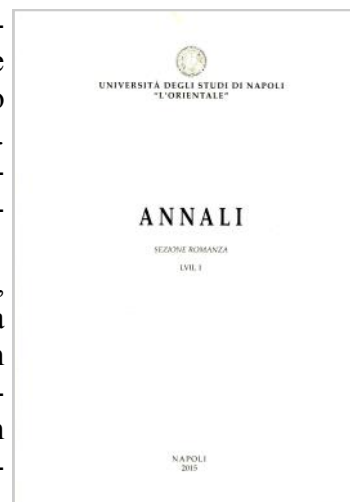 UNIVERSITÀ DEGLI STUDI DI NAPOLI
"L'ORIENTALE"
ANNALI
SEZIONE ROMANZA
LVII, 1
NAPOLI
2015